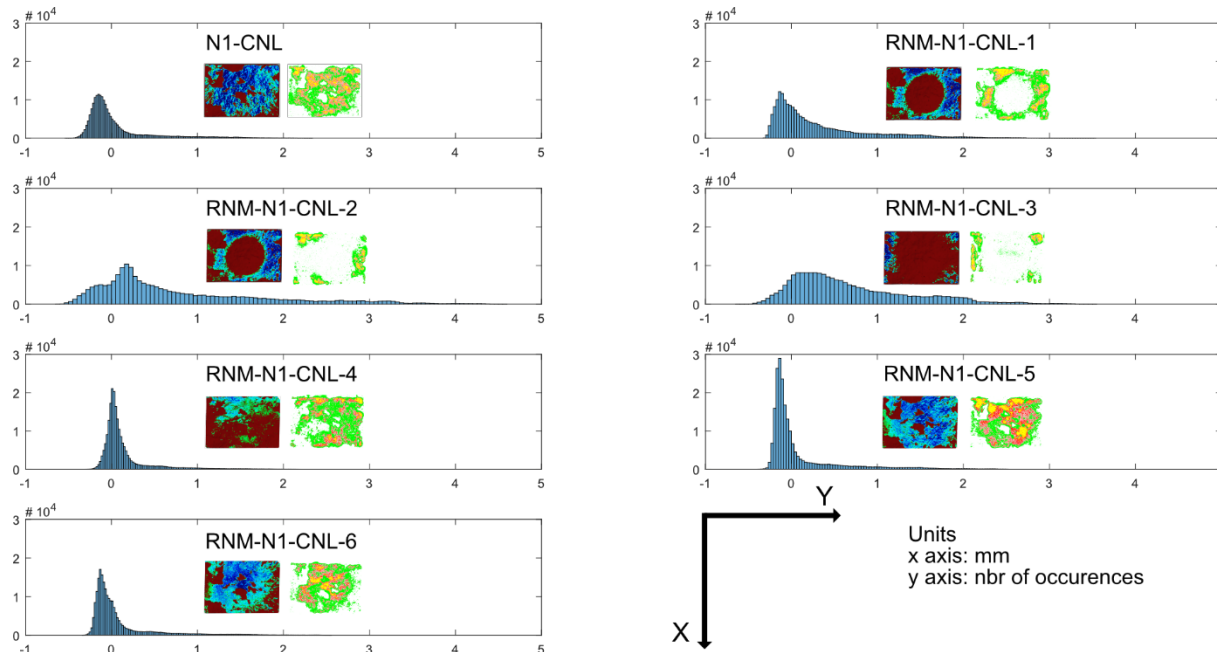 # 10^4
3
N1-CNL
2
1
0
-1 0 1 2 3 4 5
# 10^4
3
RNM-N1-CNL-1
2
1
0
-1 0 1 2 3 4
# 10^4
3
RNM-N1-CNL-2
2
1
0
-1 0 1 2 3 4 5
# 10^4
3
RNM-N1-CNL-3
2
1
0
-1 0 1 2 3 4
# 10^4
3
RNM-N1-CNL-4
2
1
0
-1 0 1 2 3 4 5
# 10^4
3
RNM-N1-CNL-5
2
1
0
-1 0 1 2 3 4
# 10^4
3
RNM-N1-CNL-6
2
1
0
-1 0 1 2 3 4 5
Y
X
Units
x axis: mm
y axis: nbr of occurences